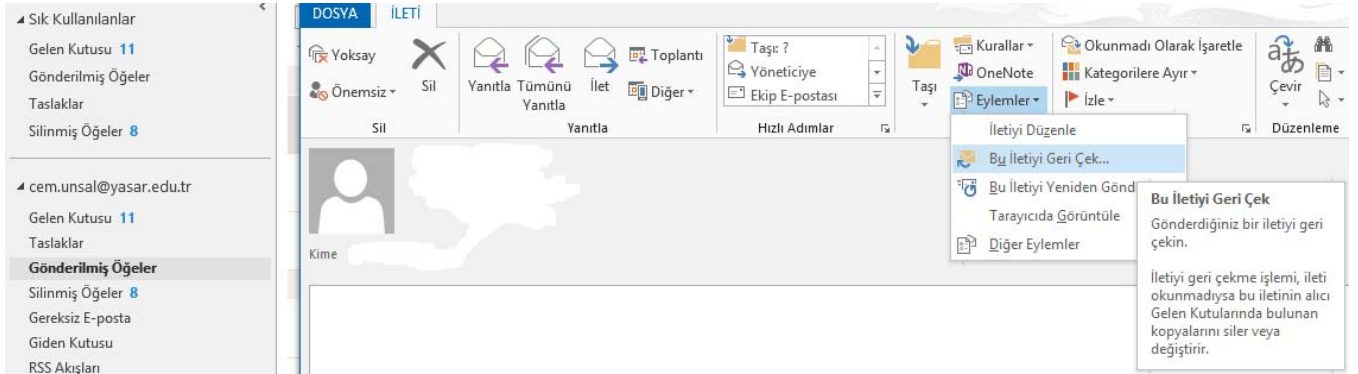 Sık Kullanılanlar
Gelen Kutusu 11
Gönderilmiş Öğeler
Taslaklar
Silinmiş Öğeler 8
cem.unsal@yasar.edu.tr
Gelen Kutusu 11
Taslaklar
Gönderilmiş Öğeler
Silinmiş Öğeler 8
Gereksiz E-posta
Giden Kutusu
RSS Akışları
DOSYA İLETİ
Yoksay
Önemsiz
Sil
Sil
Yanıtla
Tümünü
Yanıtla
İlet
Toplantı
Diğer
Yanıtla
Taşı: ?
Yöneticiye
Ekip E-postası
Hızlı Adımlar
Taşı
Kurallar
OneNote
Eylemler
Okunmadı Olarak İşaretle
Kategorilere Ayır
İzle
Çevir
Düzenleme
İletiyi Düzenle
Bu İletiyi Geri Çek...
Bu İletiyi Yeniden Gönd
Tarayıcıda Görüntüle
Diğer Eylemler
Bu İletiyi Geri Çek
Gönderdiğiniz bir iletiyi geri
çekin.
İletiyi geri çekme işlemi, ileti
okunmadıysa bu iletinin alıcı
Gelen Kutularında bulunan
kopyalarını siler veya
değiştirir.
Kime